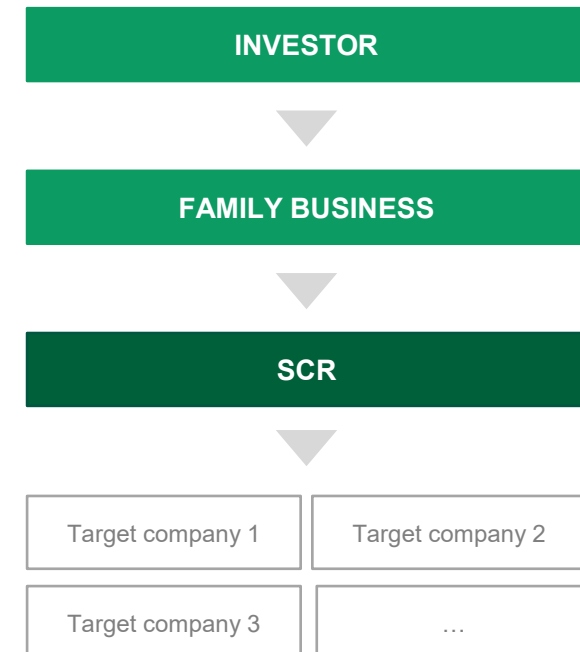 INVESTOR
FAMILY BUSINESS
SCR
Target company 1
Target company 2
Target company 3
…